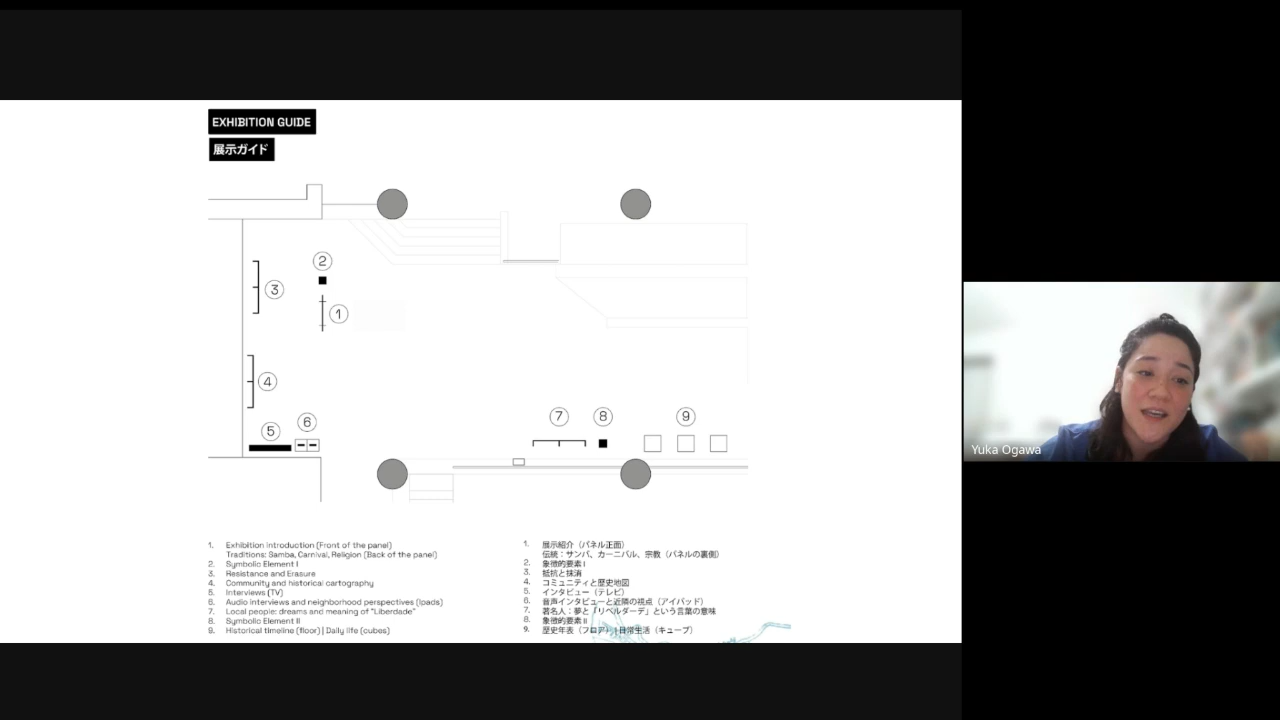 EXHIBITION GUIDE
展示ガイド
2
3
1
4
5
6
7
8
9
1. Exhibition Introduction (Front of the panel)
Traditions: Samba, Carnival, Religion (Back of the panel)
2. Symbolic Element I
3. Resistance and Erasure
4. Community and historical cartography
5. Interviews (TV)
6. Audio interviews and neighborhood perspectives (Ipads)
7. Local people: dreams and meaning of "Liberdade"
8. Symbolic Element II
9. Historical timeline (floor) | Daily life (cubes)
1. 展示紹介（パネル正面）
伝統：サンバ、カーニバル、宗教（パネルの裏側）
2. 象徴的要素 I
3. 抵抗と抹消
4. コミュニティと歴史地図
5. インタビュー（テレビ）
6. 音声インタビューと近隣の視点（アイパッド）
7. 著名人：夢と「リベルダーデ」という言葉の意味
8. 象徴的要素 II
9. 歴史年表（フロア）| 日常生活（キューブ）
Yuka Ogawa